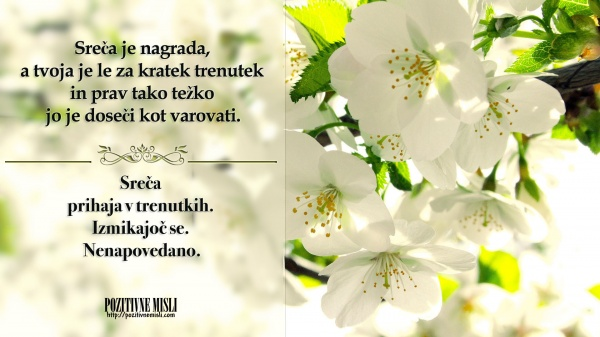 Sreča je nagrada,
a tvoja je le za kratek trenutek
in prav tako težko
jo je doseči kot varovati.
Sreča
prihaja v trenutkih.
Izmikajoč se.
Nenapovedano.
POZITIVNE MISLI
http://pozitivnemisli.com